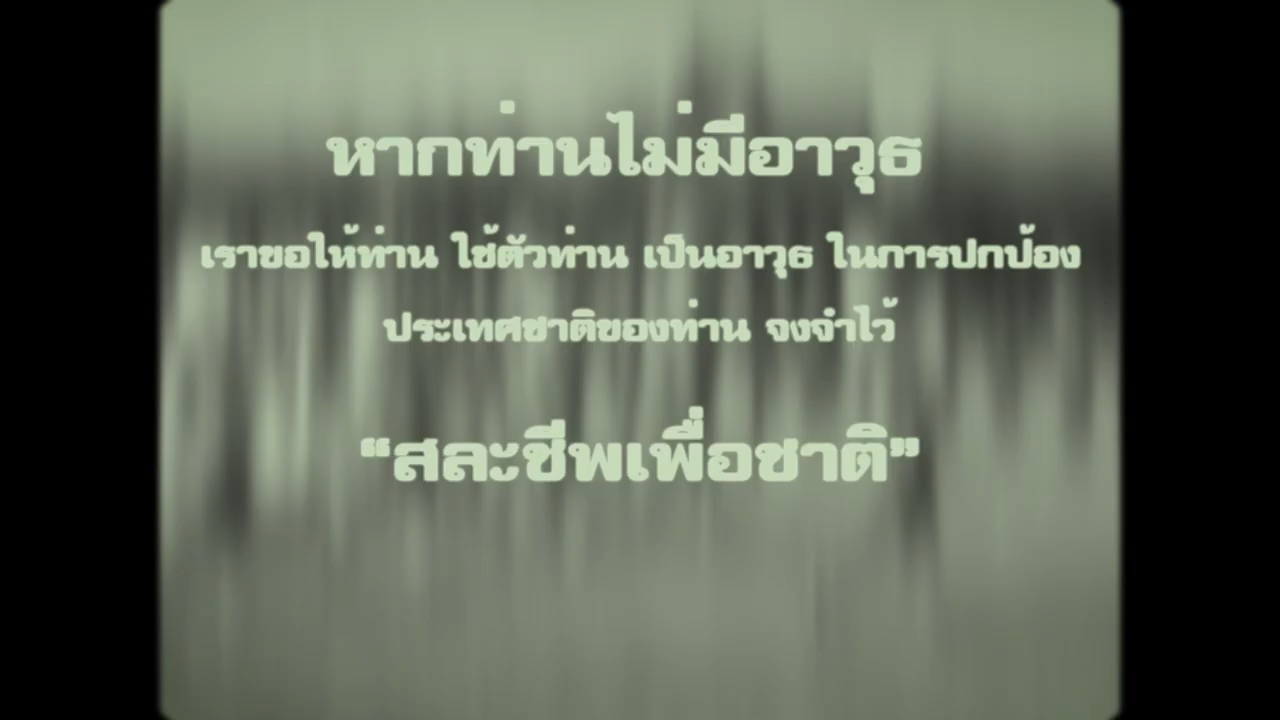 หากท่านไม่มีอาวุธ
เราขอให้ท่าน ใช้ตัวท่าน เป็นอาวุธ ในการปกป้อง
ประเทศชาติของท่าน จงจำไว้
“สละชีพเพื่อชาติ”